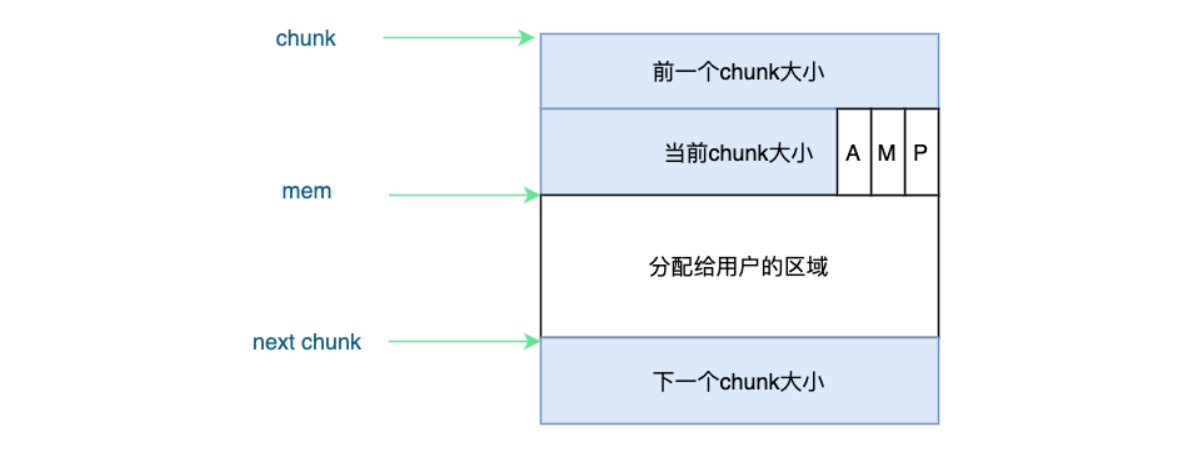 chunk
前一个chunk大小
当前chunk大小
A
M
P
mem
分配给用户的区域
next chunk
下一个chunk大小